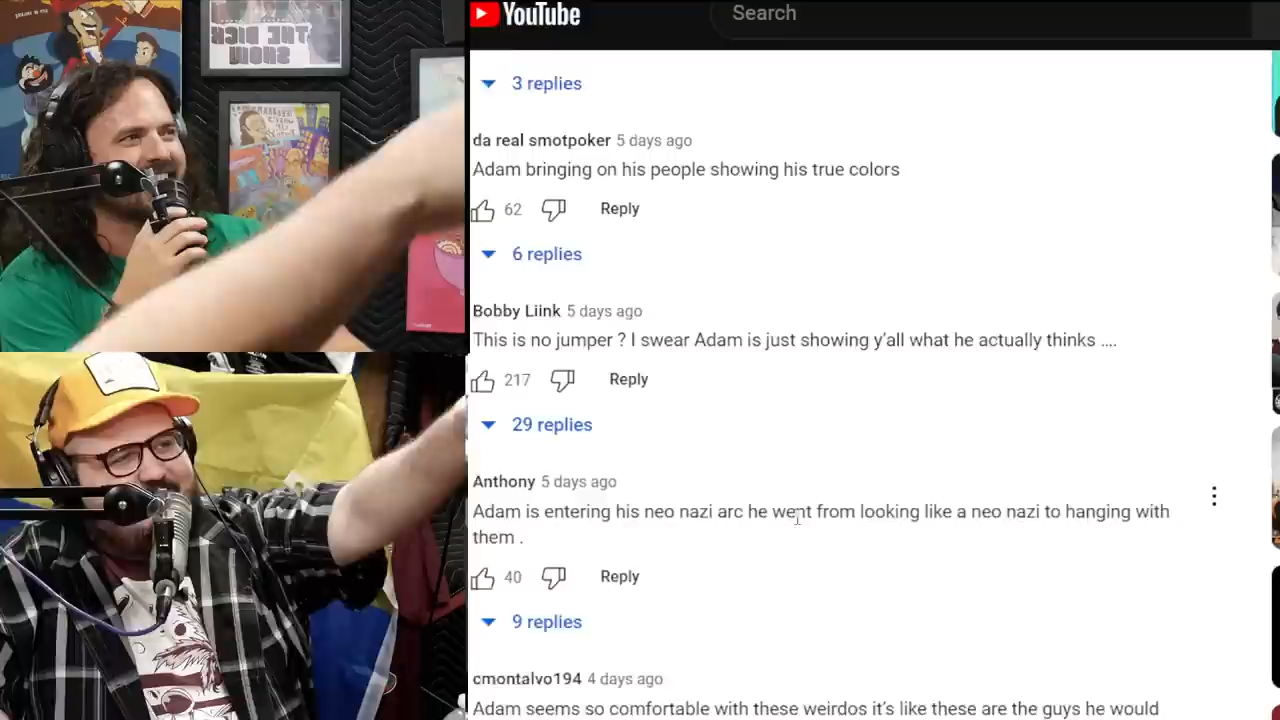 THE DICK
SHOW
YouTube
Search
3 replies
da real smotpoker 5 days ago
Adam bringing on his people showing his true colors
62
Reply
6 replies
Bobby Liink 5 days ago
This is no jumper ? I swear Adam is just showing y’all what he actually thinks ....
217
Reply
29 replies
Anthony 5 days ago
Adam is entering his neo nazi arc he went from looking like a neo nazi to hanging with
them .
40
Reply
9 replies
cmontalvo194 4 days ago
Adam seems so comfortable with these weirdos it’s like these are the guys he would